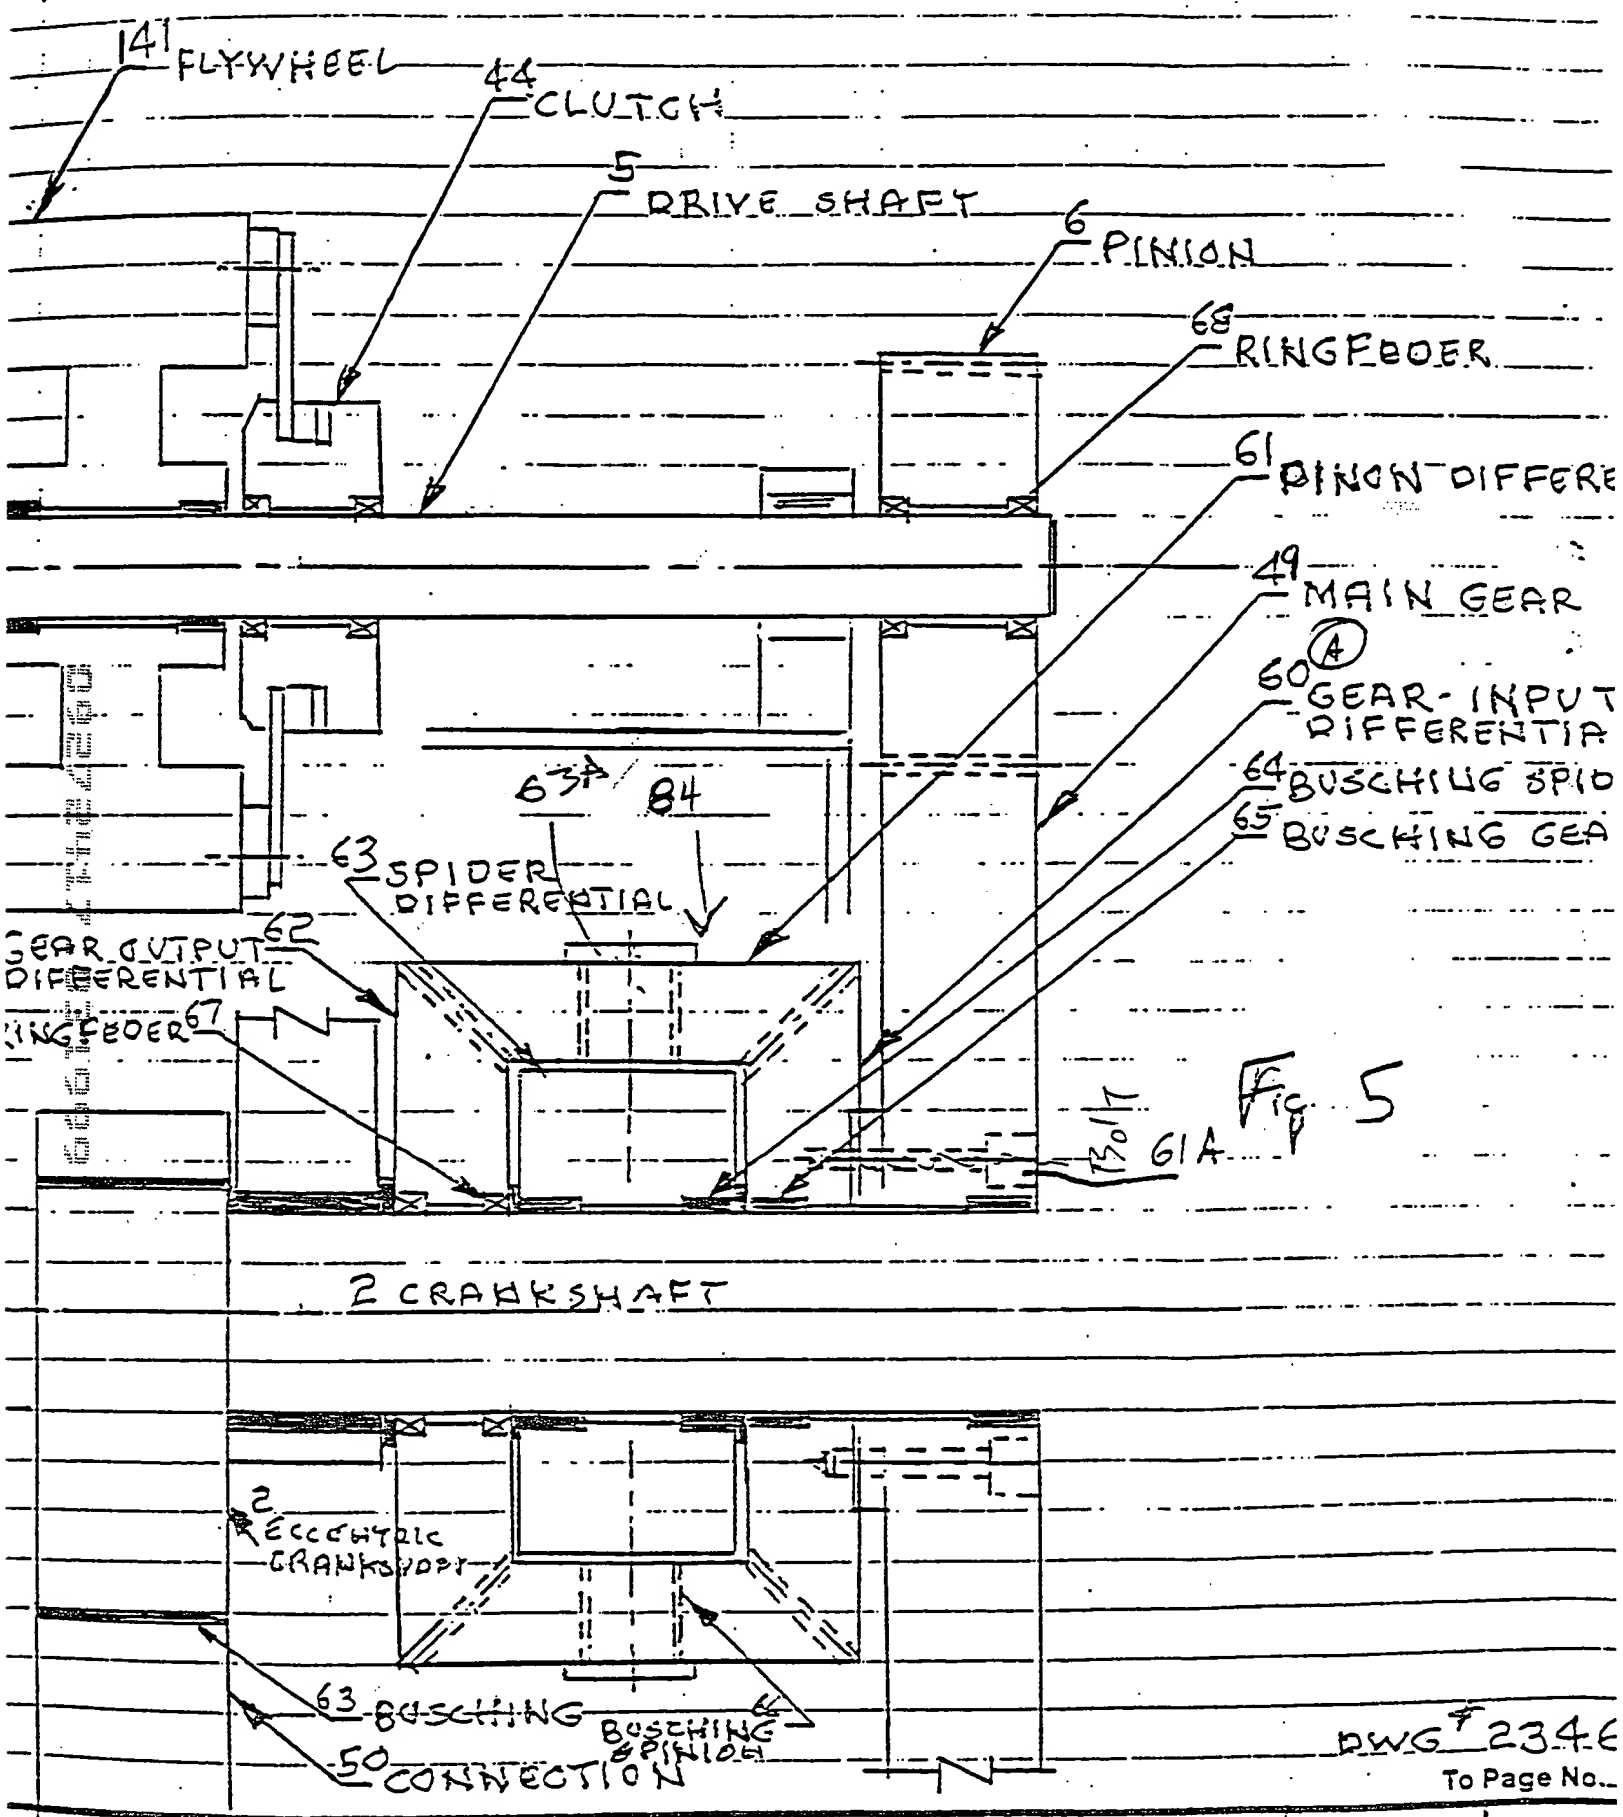 141 FLYWHEEL
44 CLUTCH
5 DRIVE SHAFT
6 PINION
68 RINGFEDER
61 PINON DIFFERE
49 MAIN GEAR
A
60 GEAR-INPUT
DIFFERENTIA
64 BUSCHING SPID
65 BUSCHING GEA
63A
84
63 SPIDER
DIFFERENTIAL
GEAR OUTPUT 62
DIFFERENTIAL
INGFEDER 67
Fig 5
Bolt
61A
2 CRANKSHAFT
2
ECCENTRIC
CRANKSHAFT
63 BUSCHING
66
BUSCHING
PINION
50 CONNECTION
DWG # 2346
To Page No.